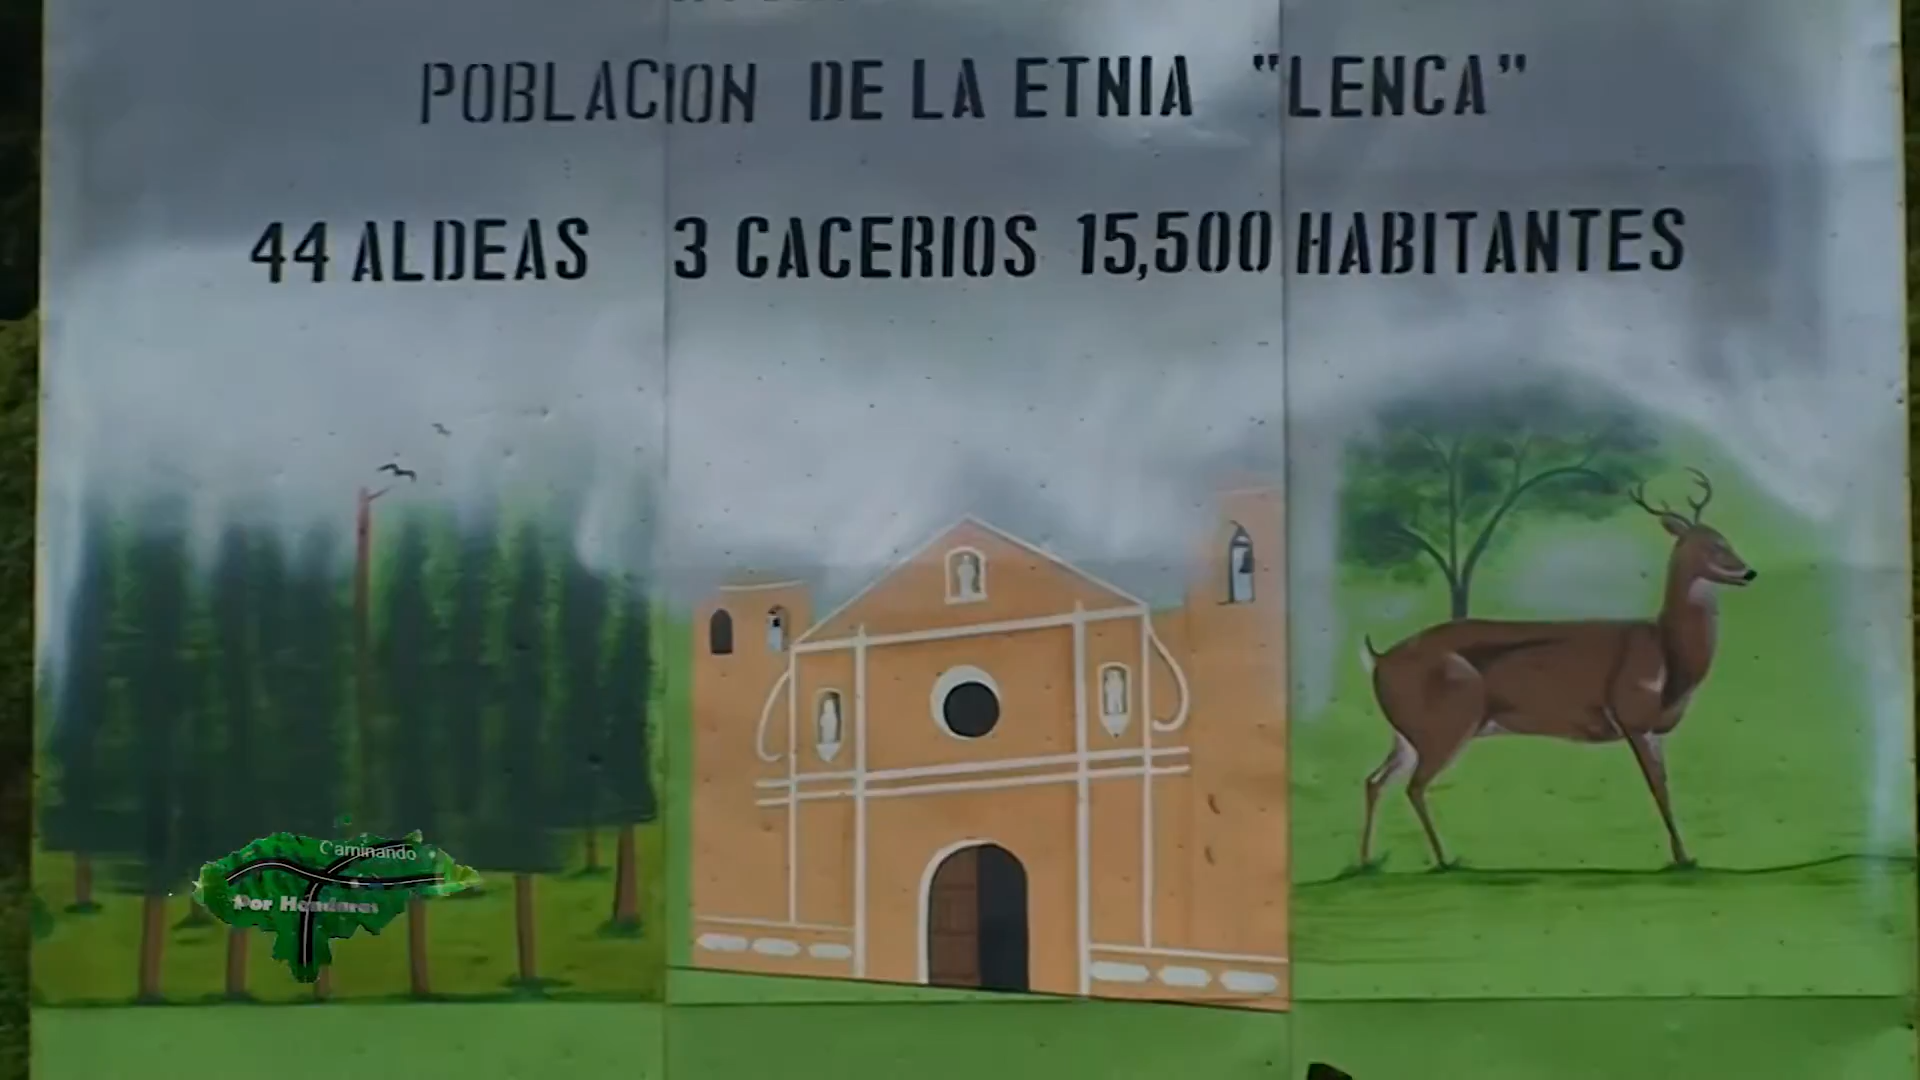 POBLACION DE LA ETNIA "LENCA"
44 ALDEAS 3 CACERIOS 15,500 HABITANTES
Caminando
Por Honduras